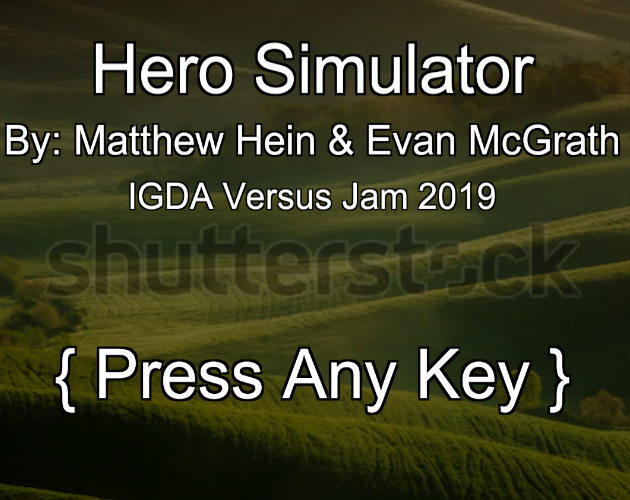 Hero Simulator
By: Matthew Hein & Evan McGrath
IGDA Versus Jam 2019
shutterstock
{ Press Any Key }